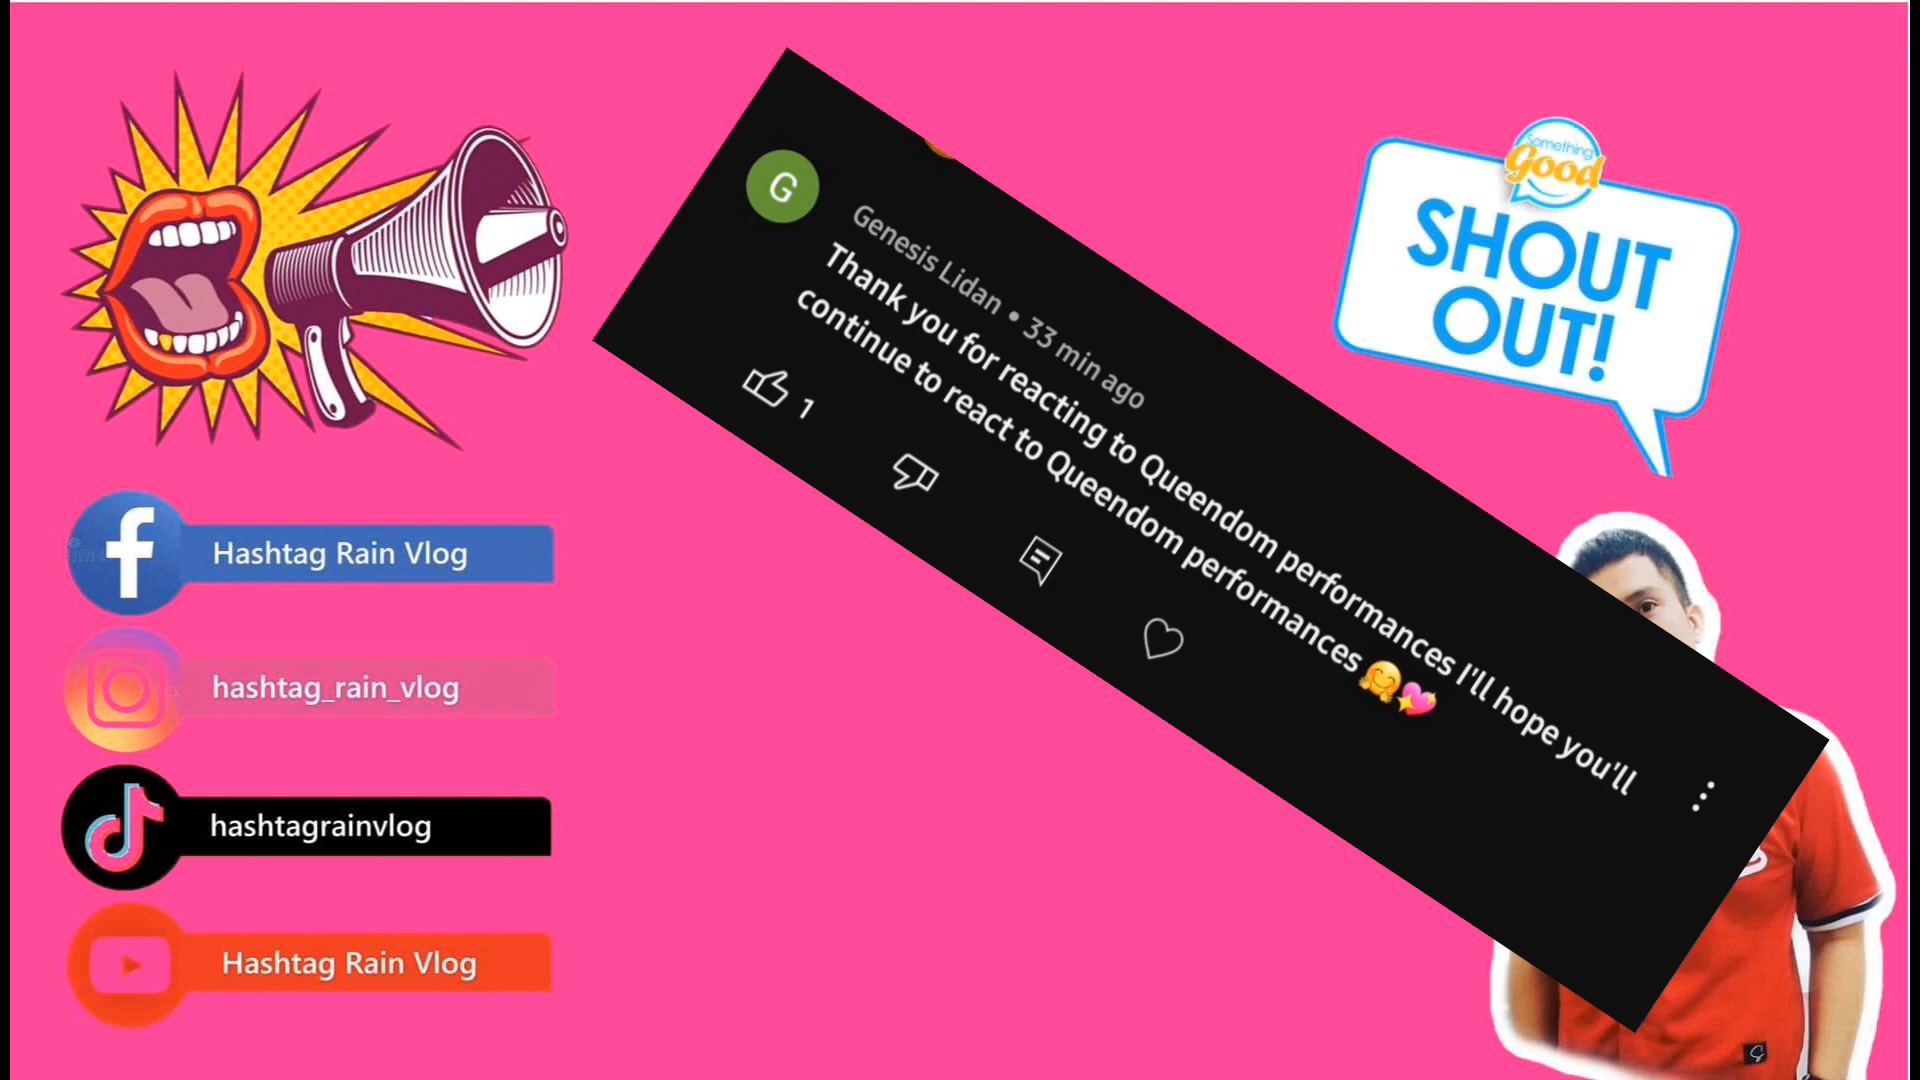 Something
Good
SHOUT
OUT!
G
Genesis Lidan • 33 min ago
Thank you for reacting to Queendom performances I'll hope you'll
continue to react to Queendom performances 🤗💖
1
Hashtag Rain Vlog
hashtag_rain_vlog
hashtagrainvlog
Hashtag Rain Vlog